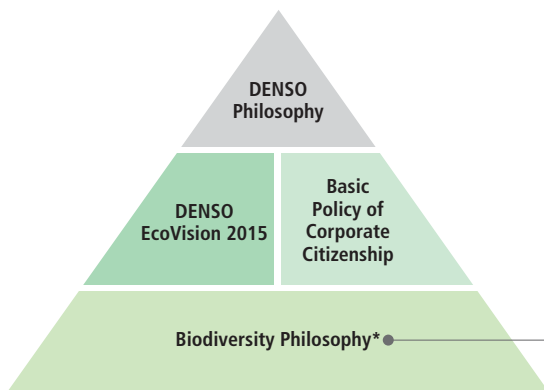 DENSO
Philosophy
DENSO
EcoVision 2015
Basic
Policy of
Corporate
Citizenship
Biodiversity Philosophy*